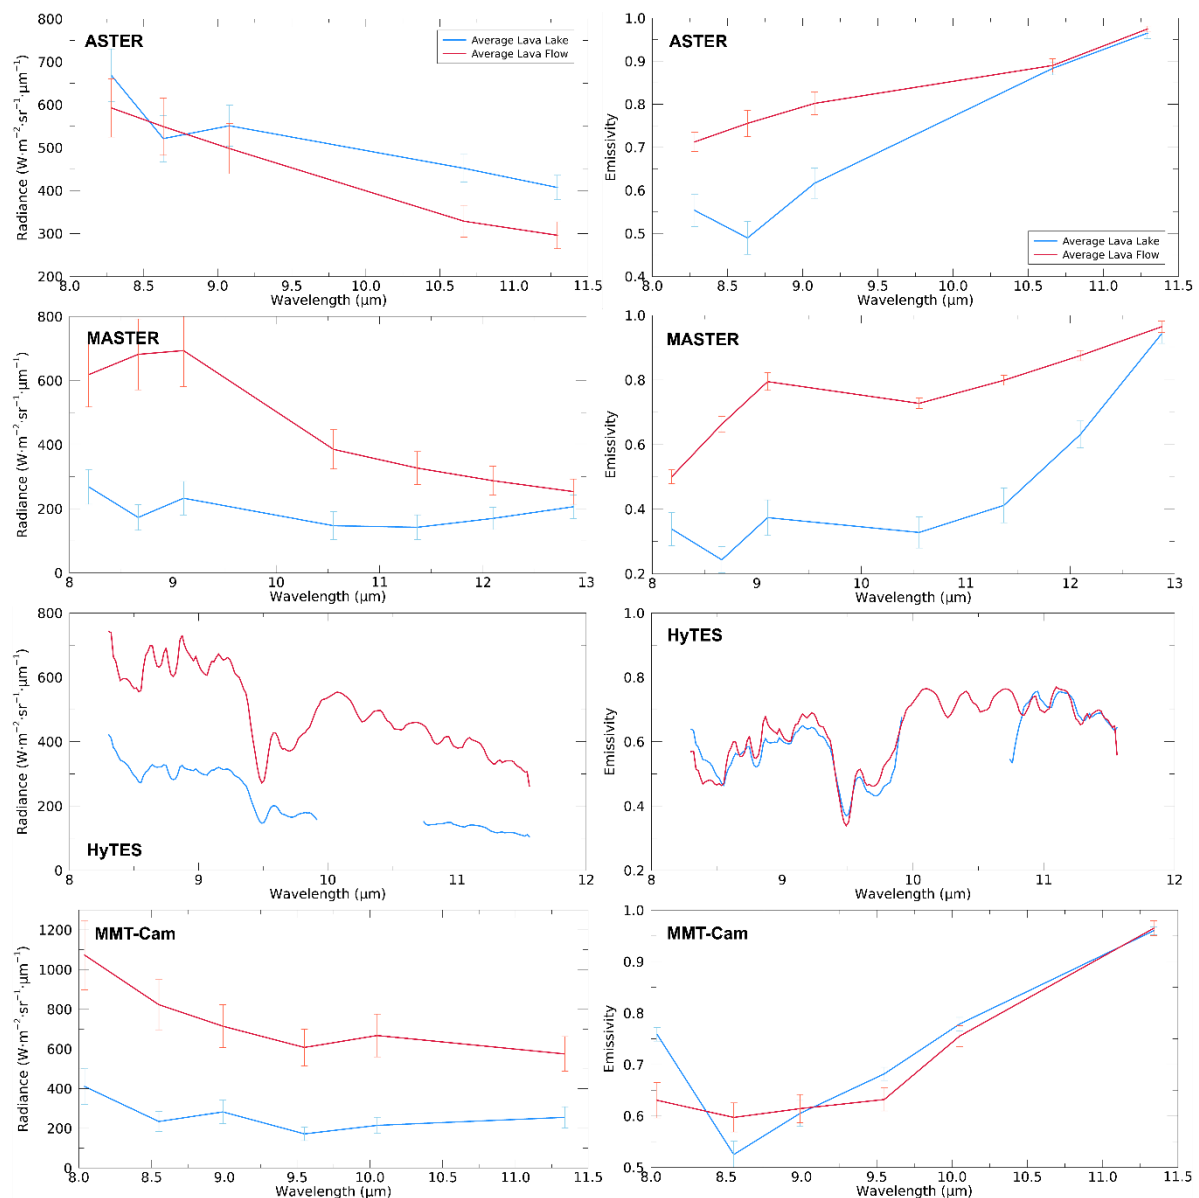 ASTER
Average Lava Lake
Average Lava Flow
Radiance (W·m⁻²·sr⁻¹·μm⁻¹)
800
700
600
500
400
300
200
8.0 8.5 9.0 9.5 10.0 10.5 11.0 11.5
Wavelength (μm)
ASTER
Average Lava Lake
Average Lava Flow
Emissivity
1.0
0.9
0.8
0.7
0.6
0.5
0.4
8.0 8.5 9.0 9.5 10.0 10.5 11.0 11.5
Wavelength (μm)
MASTER
Radiance (W·m⁻²·sr⁻¹·μm⁻¹)
800
600
400
200
0
8 9 10 11 12 13
Wavelength (μm)
MASTER
Emissivity
1.0
0.8
0.6
0.4
0.2
8 9 10 11 12 13
Wavelength (μm)
HyTES
Radiance (W·m⁻²·sr⁻¹·μm⁻¹)
800
600
400
200
0
8 9 10 11 12
Wavelength (μm)
HyTES
Emissivity
1.0
0.8
0.6
0.4
0.2
8 9 10 11 12
Wavelength (μm)
MMT-Cam
Radiance (W·m⁻²·sr⁻¹·μm⁻¹)
1200
1000
800
600
400
200
0
8.0 8.5 9.0 9.5 10.0 10.5 11.0 11.5
Wavelength (μm)
MMT-Cam
Emissivity
1.0
0.9
0.8
0.7
0.6
0.5
8.0 8.5 9.0 9.5 10.0 10.5 11.0 11.5
Wavelength (μm)